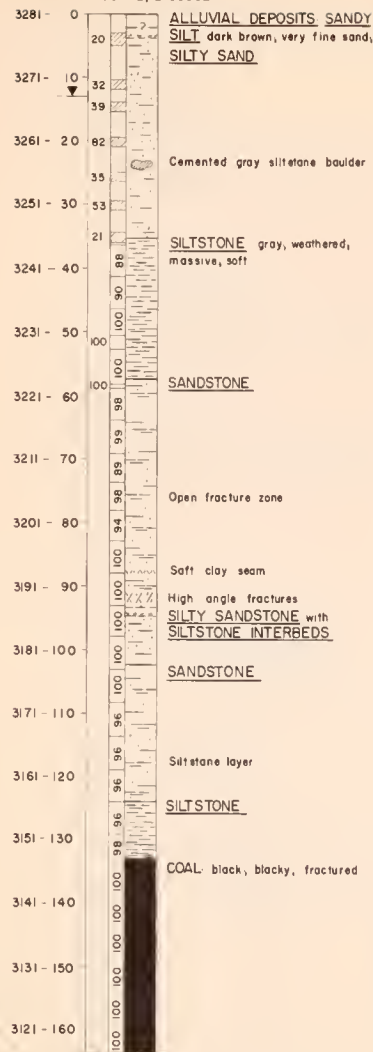 3281 - 0
ALLUVIAL DEPOSITS SANDY
?
20
SILT dark brown, very fine sand,
SILTY SAND
3271 - 10
32
39
3261 - 20
82
Cemented gray siltetane baulder
35
3251 - 30
53
21
SILTSTONE gray, weathered,
massive, soft
88
3241 - 40
90
3231 - 50
100
100
100
100
SANDSTONE
3221 - 60
98
99
3211 - 70
89
98
Open fracture zone
3201 - 80
94
100
Saft clay seam
3191 - 90
100
High angle fractures
100
SILTY SANDSTONE with
SILTSTONE INTERBEDS
3181 - 100
100
100
SANDSTONE
3171 - 110
96
96
Siltstane layer
3161 - 120
96
SILTSTONE
96
3151 - 130
98
COAL black, blacky, fractured
100
3141 - 140
100
100
3131 - 150
100
100
3121 - 160
100
100